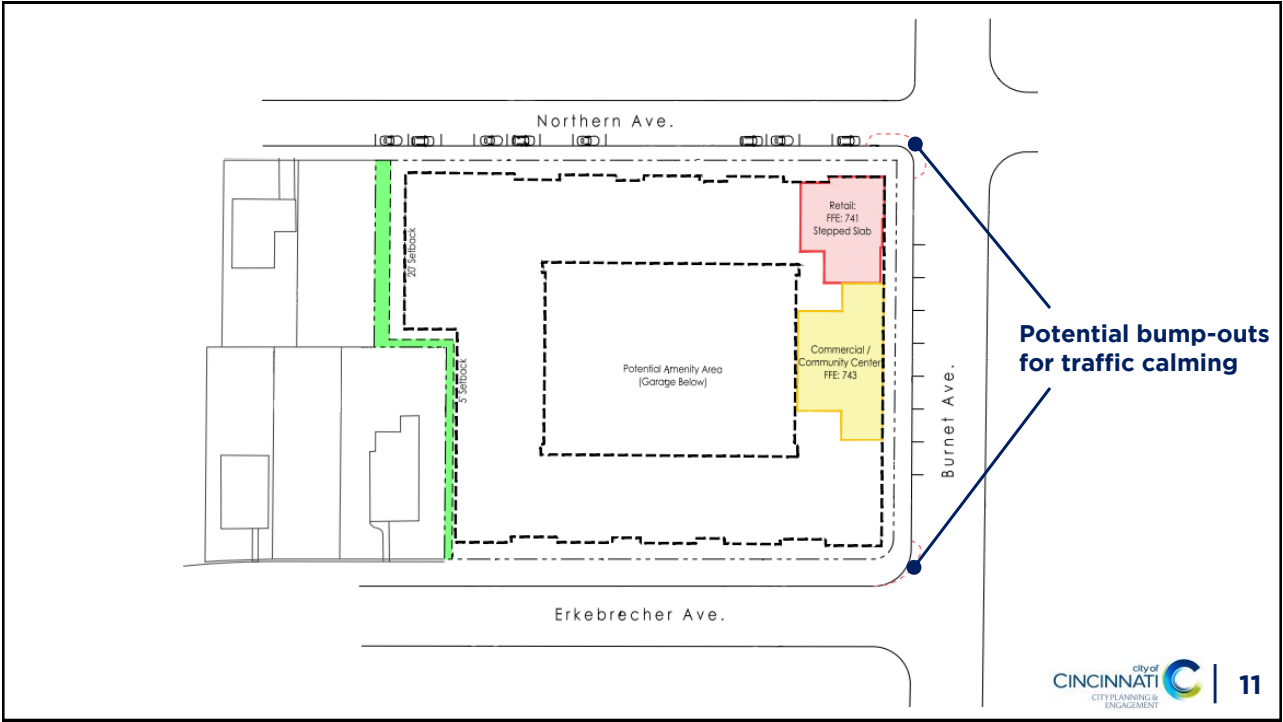 Northern Ave.
Retail:
FFE: 741
Stepped Slab
20' Setback
Potential bump-outs
for traffic calming
Commercial /
Community Center
FFE: 743
Potential Amenity Area
(Garage Below)
5' Setback
Burnet Ave.
Erkebrecher Ave.
city of
CINCINNATI
CITY PLANNING &
ENGAGEMENT
11